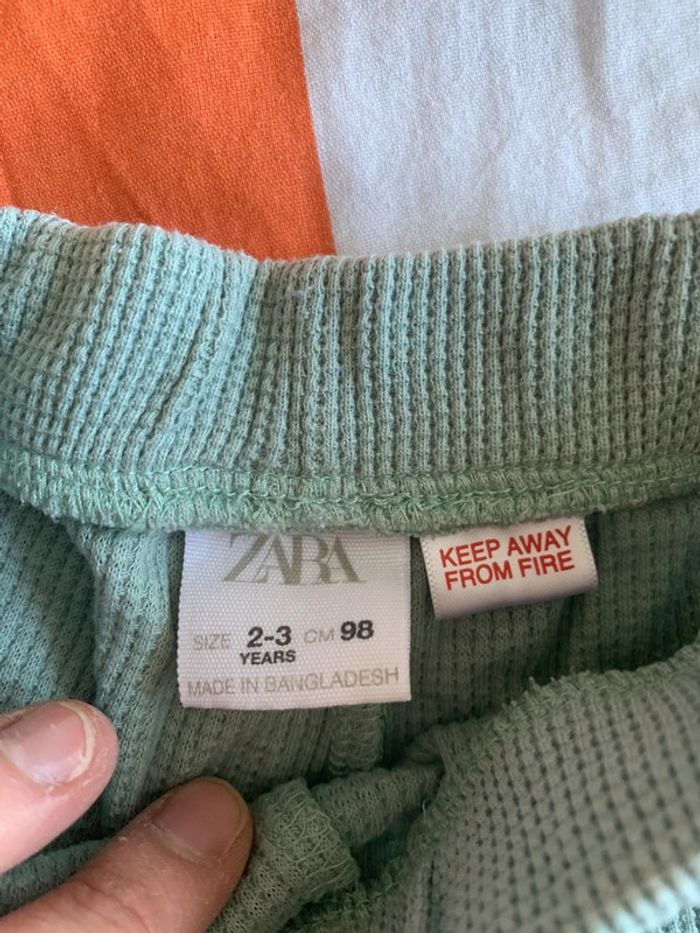 ZARA
SIZE 2-3 CM 98
YEARS
MADE IN BANGLADESH
KEEP AWAY
FROM FIRE